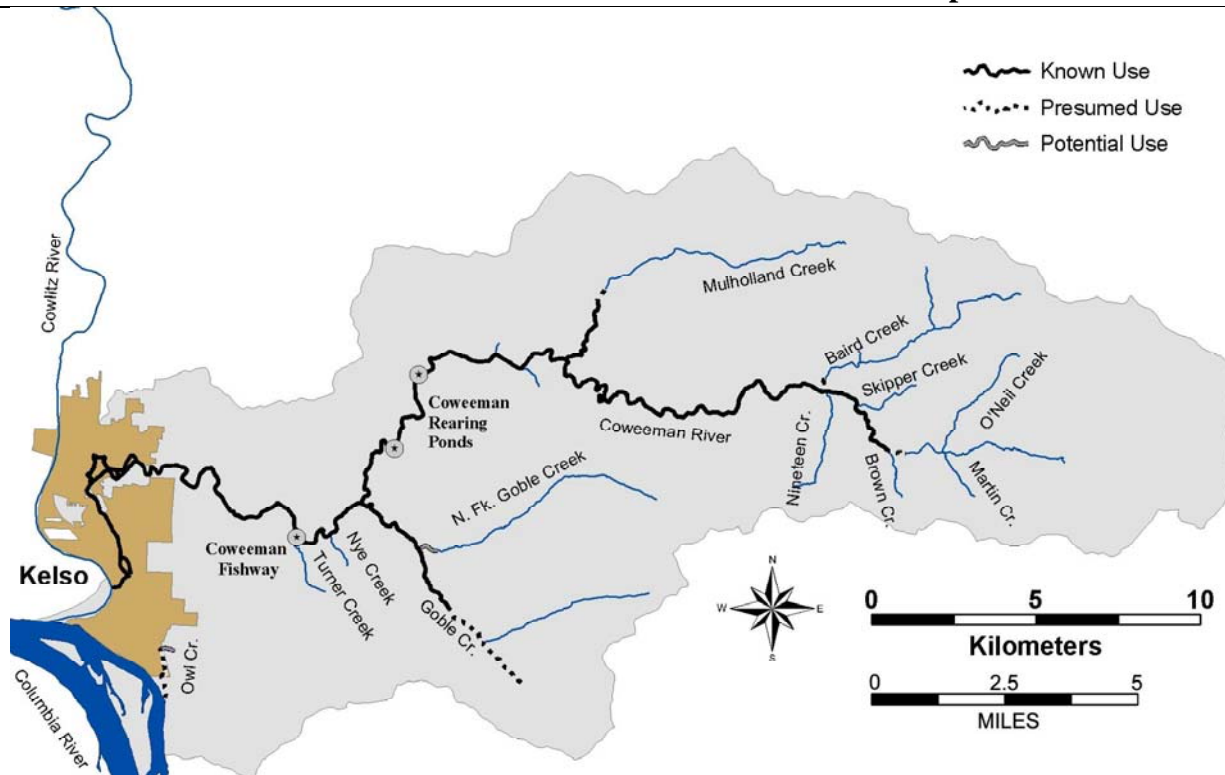 Known Use
Presumed Use
Potential Use
Cowlitz River
Mulholland Creek
Baird Creek
Skipper Creek
O'Neil Creek
Coweeman
Rearing
Ponds
Coweeman River
Nineteen Cr.
Brown Cr.
Martin Cr.
N. Fk. Goble Creek
Coweeman
Fishway
Nye Creek
Turner Creek
Goble Cr.
Kelso
Owl Cr.
Columbia River
N
W E
S
0 5 10
Kilometers
0 2.5 5
MILES